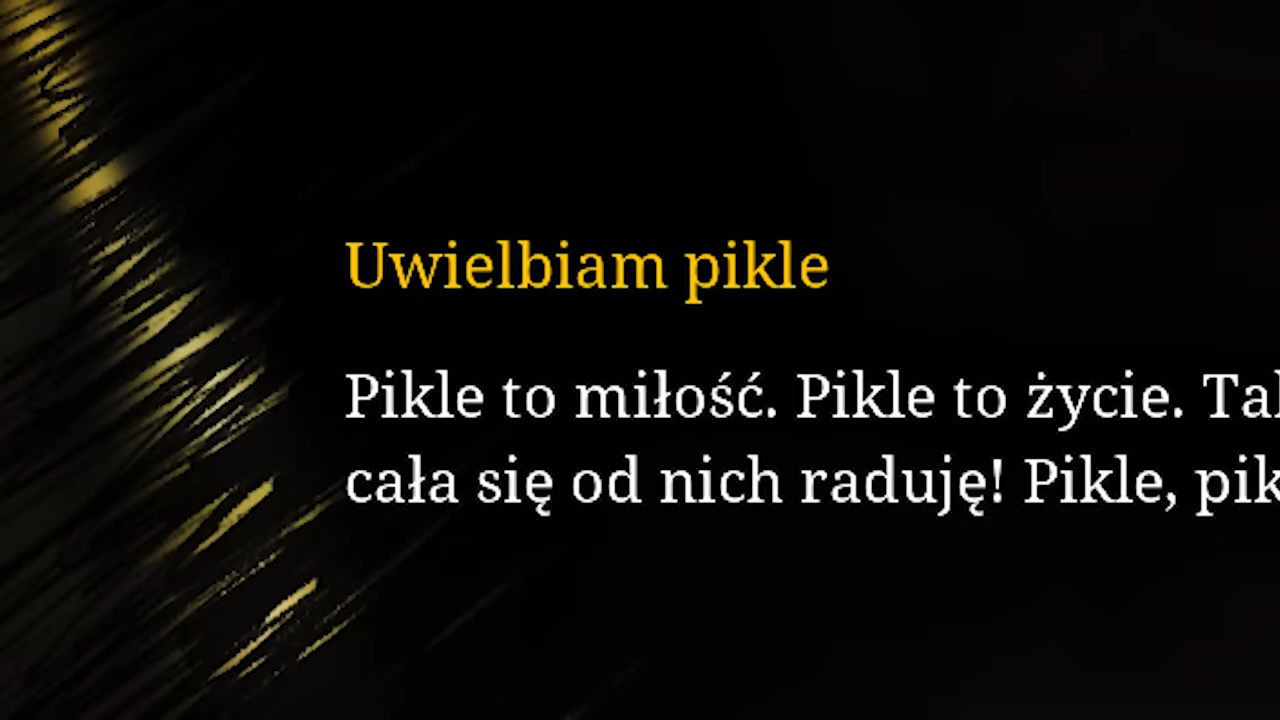 Uwielbiam pikle
Pikle to miłość. Pikle to życie.
cała się od nich raduję! Pikle,